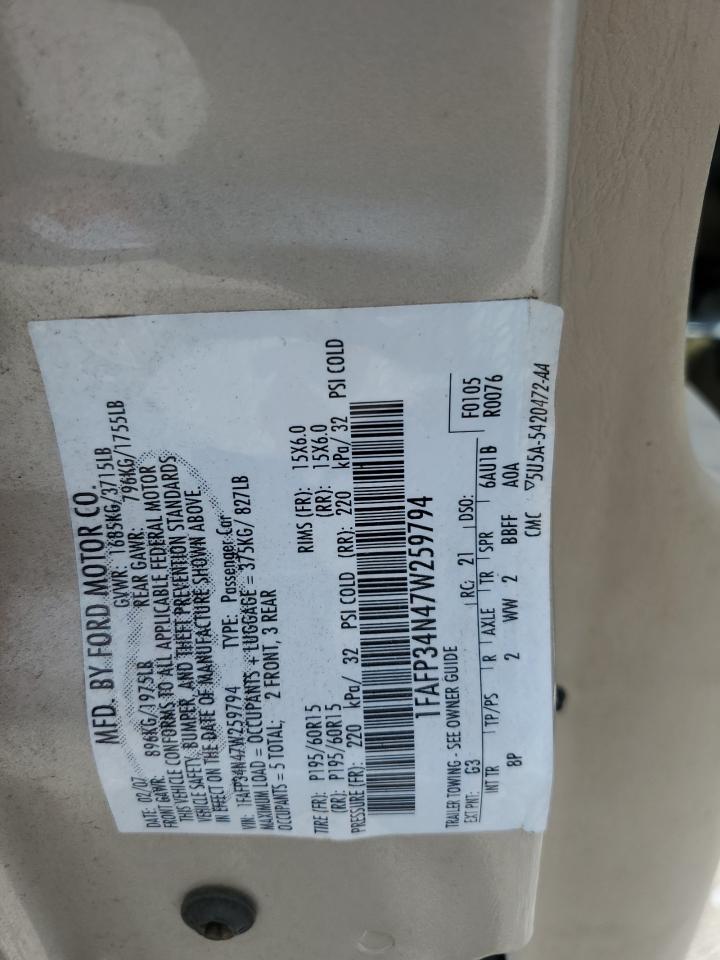 MFD. BY FORD MOTOR CO.
DATE: 02/07 GVWR: 1685KG/3715LB
FRONT GAWR: 896KG/1975LB REAR GAWR: 796KG/1755LB
THIS VEHICLE CONFORMS TO ALL APPLICABLE FEDERAL MOTOR
VEHICLE SAFETY, BUMPER, AND THEFT PREVENTION STANDARDS
IN EFFECT ON THE DATE OF MANUFACTURE SHOWN ABOVE
VIN: 1FAFP34N47W259794 TYPE: Passenger Car
MAXIMUM LOAD = OCCUPANTS + LUGGAGE = 375KG/ 827LB
OCCUPANTS = 5 TOTAL; 2 FRONT, 3 REAR
TIRE (FR): P195/60R15 RIMS (FR): 15X6.0
(RR): P195/60R15 (RR): 15X6.0
PRESSURE (FR): 220 kPa/ 32 PSI COLD (RR): 220 kPa/ 32 PSI COLD
1FAFP34N47W259794
TRAILER TOWING - SEE OWNER GUIDE F0105
EXT PNT: G3 RC: 21 DSO: R0076
INT TR TP/PS R AXLE TR SPR 6AU1B
8P 2 WW 2 BBFF AOA
CMC 5U5A-5420472-AA